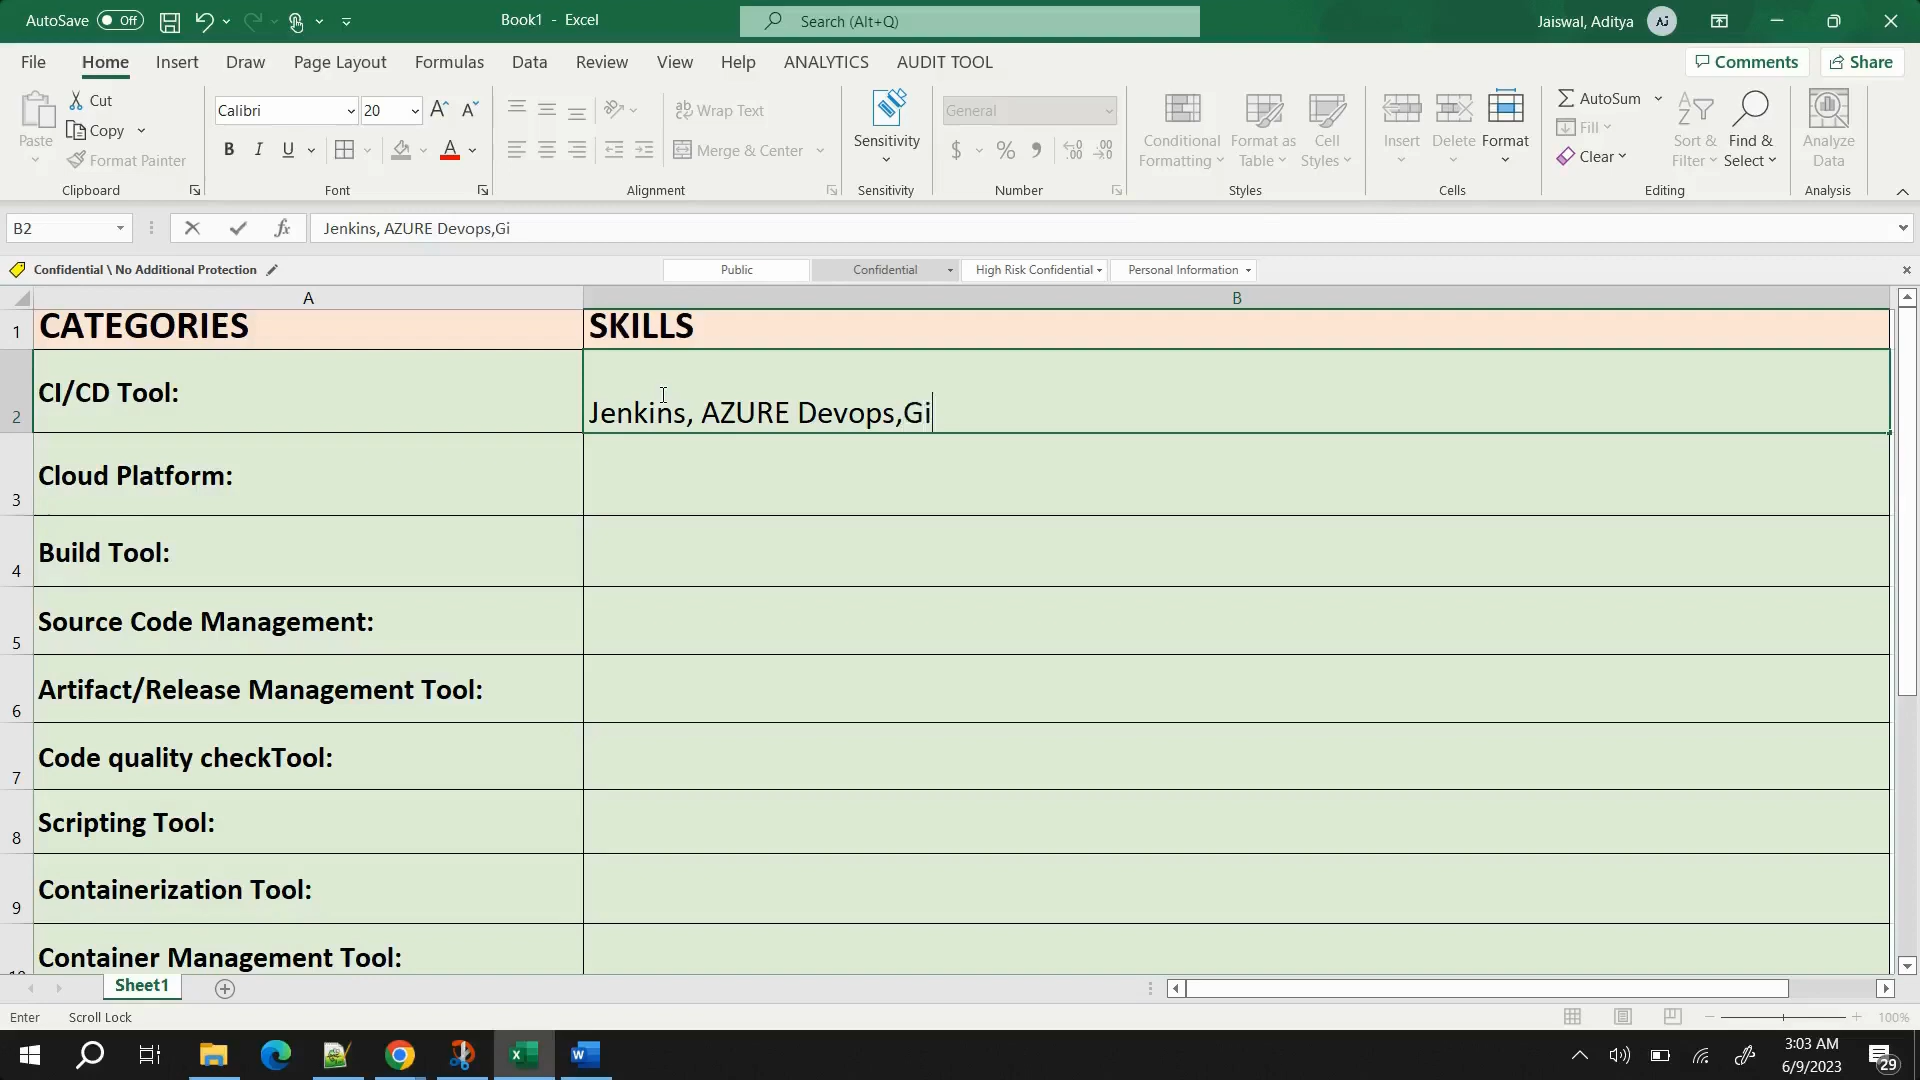 AutoSave Off Book1 - Excel Search (Alt+Q) Jaiswal, Aditya AJ
File Home Insert Draw Page Layout Formulas Data Review View Help ANALYTICS AUDIT TOOL Comments Share
Paste Cut Copy Format Painter Clipboard
Calibri 20 B I U Font
Wrap Text Merge & Center Alignment
Sensitivity Sensitivity
General $ % Number
Conditional Formatting Format as Table Cell Styles Styles
Insert Delete Format Cells
AutoSum Fill Clear Sort & Filter Find & Select Editing
Analyze Data Analysis
B2 fx Jenkins, AZURE Devops,Gi
Confidential \ No Additional Protection Public Confidential High Risk Confidential Personal Information
A B
1 CATEGORIES SKILLS
2 CI/CD Tool: Jenkins, AZURE Devops,Gi
3 Cloud Platform:
4 Build Tool:
5 Source Code Management:
6 Artifact/Release Management Tool:
7 Code quality checkTool:
8 Scripting Tool:
9 Containerization Tool:
Container Management Tool:
Sheet1
Enter Scroll Lock 100%
3:03 AM
6/9/2023
29